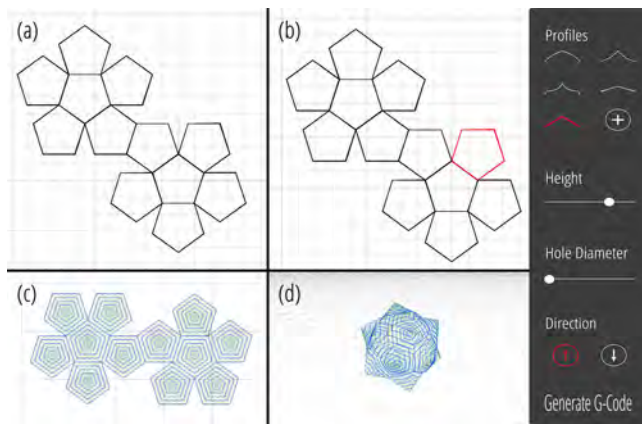 (a)
(b)
Profiles
Height
Hole Diameter
(c)
(d)
Direction
Generate G-Code